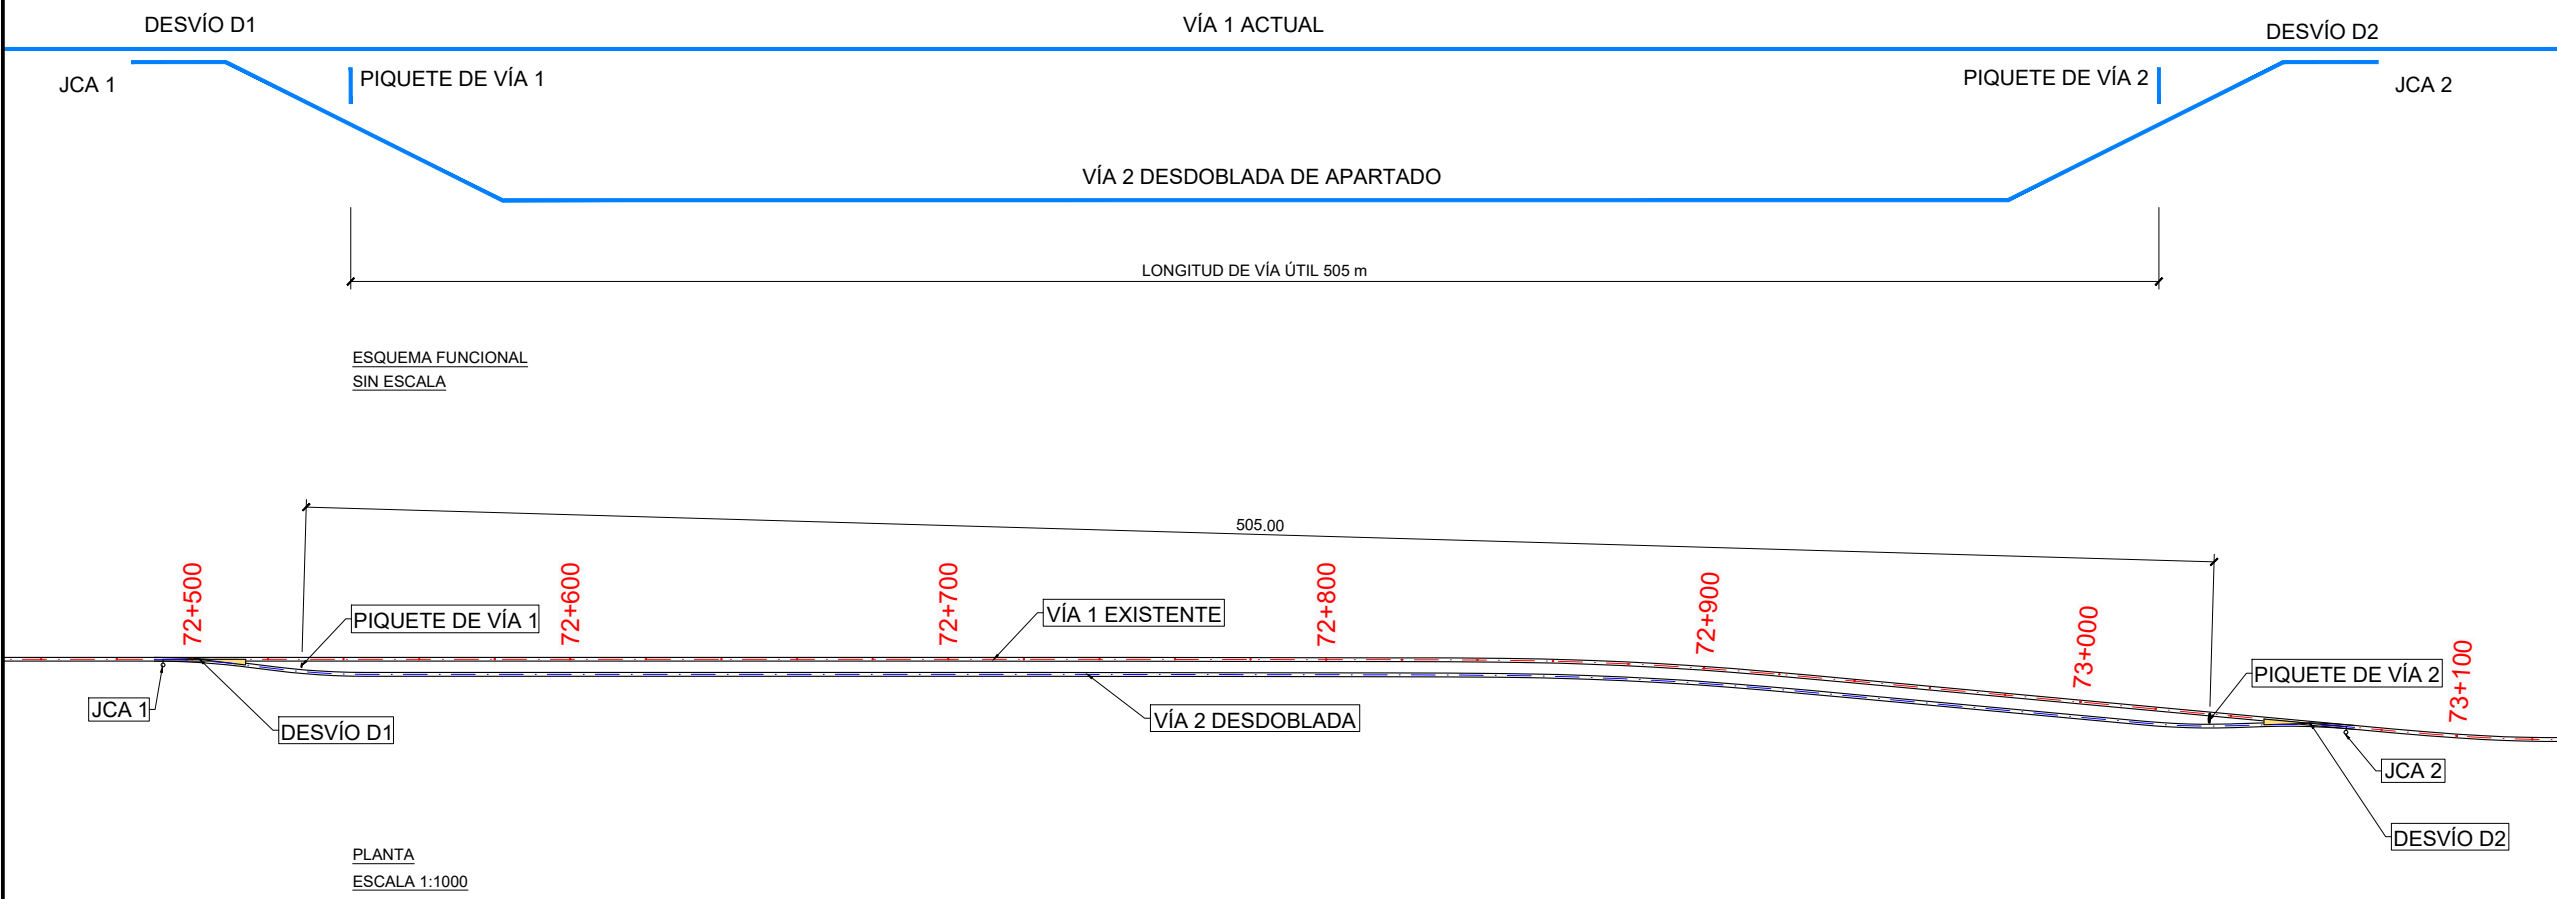 DESVÍO D1
VÍA 1 ACTUAL
DESVÍO D2
JCA 1
PIQUETE DE VÍA 1
PIQUETE DE VÍA 2
JCA 2
VÍA 2 DESDOBLADA DE APARTADO
LONGITUD DE VÍA ÚTIL 505 m
ESQUEMA FUNCIONAL
SIN ESCALA
505.00
72+500
72+600
72+700
72+800
72+900
73+000
73+100
PIQUETE DE VÍA 1
VÍA 1 EXISTENTE
PIQUETE DE VÍA 2
JCA 1
DESVÍO D1
VÍA 2 DESDOBLADA
JCA 2
DESVÍO D2
PLANTA
ESCALA 1:1000